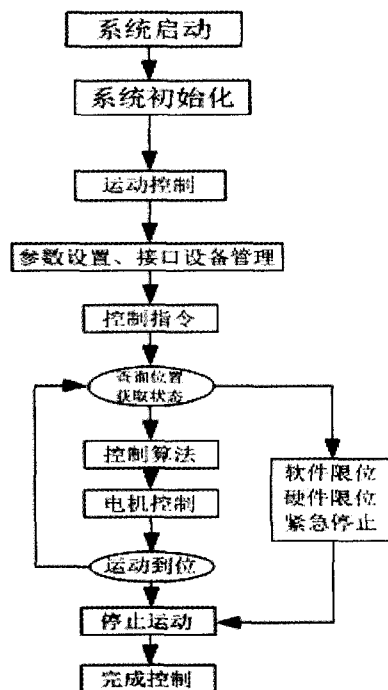 系统启动
系统初始化
运动控制
参数设置、接口设备管理
控制指令
查询位置
获取状态
控制算法
电机控制
软件限位
硬件限位
紧急停止
运动到位
停止运动
完成控制